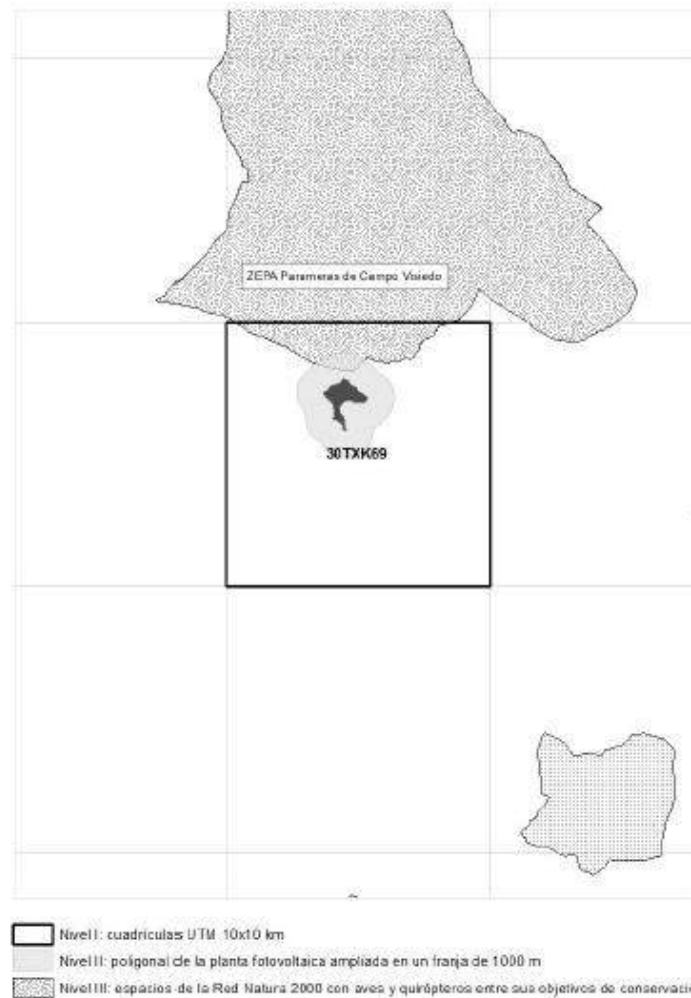 ZEPA Parameras de Campo Visiedo
30TXK69
Nivel I: cuadrículas UTM 10x10 km
Nivel II: poligonal de la planta fotovoltaica ampliada en un franja de 1000 m
Nivel III: espacios de la Red Natura 2000 con aves y quirópteros entre sus objetivos de conservaci